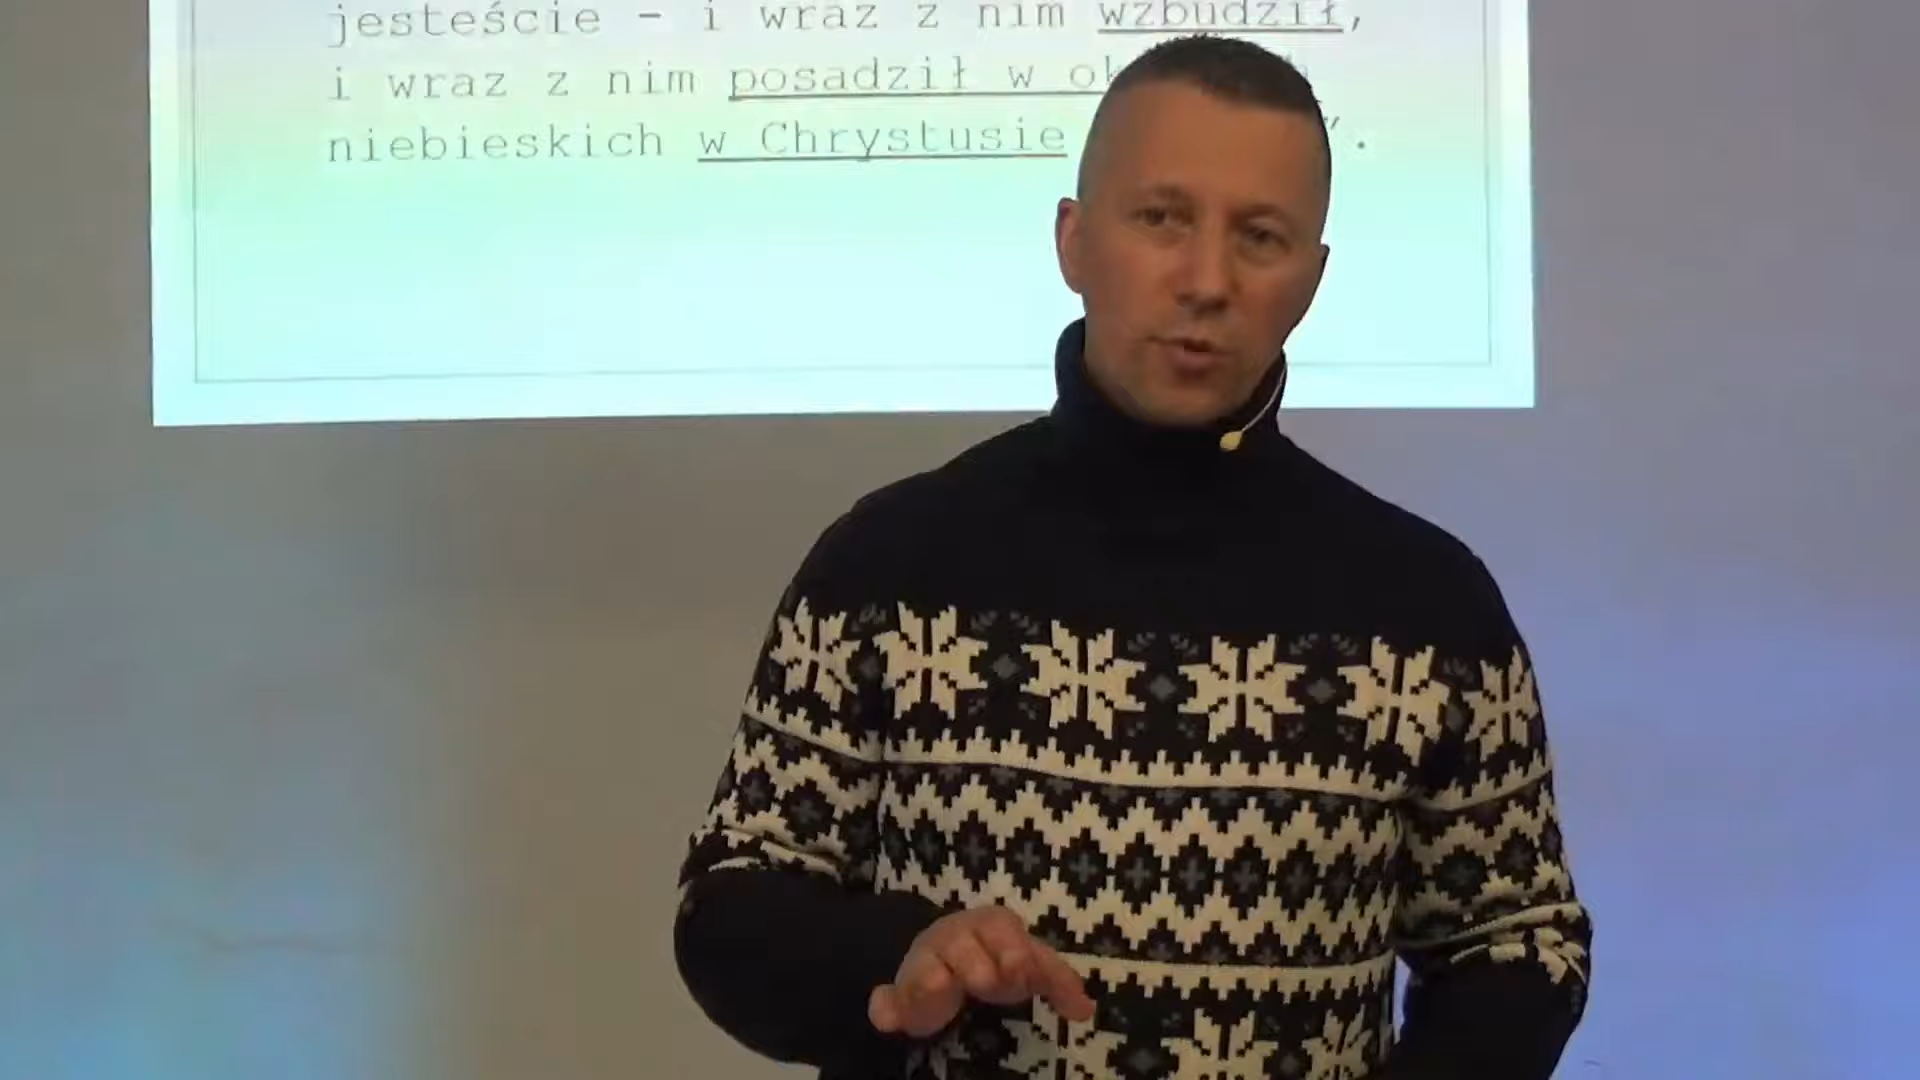 jesteście - i wraz z nim wzbudził,
i wraz z nim posadził w
niebieskich w Chrystusie ”.